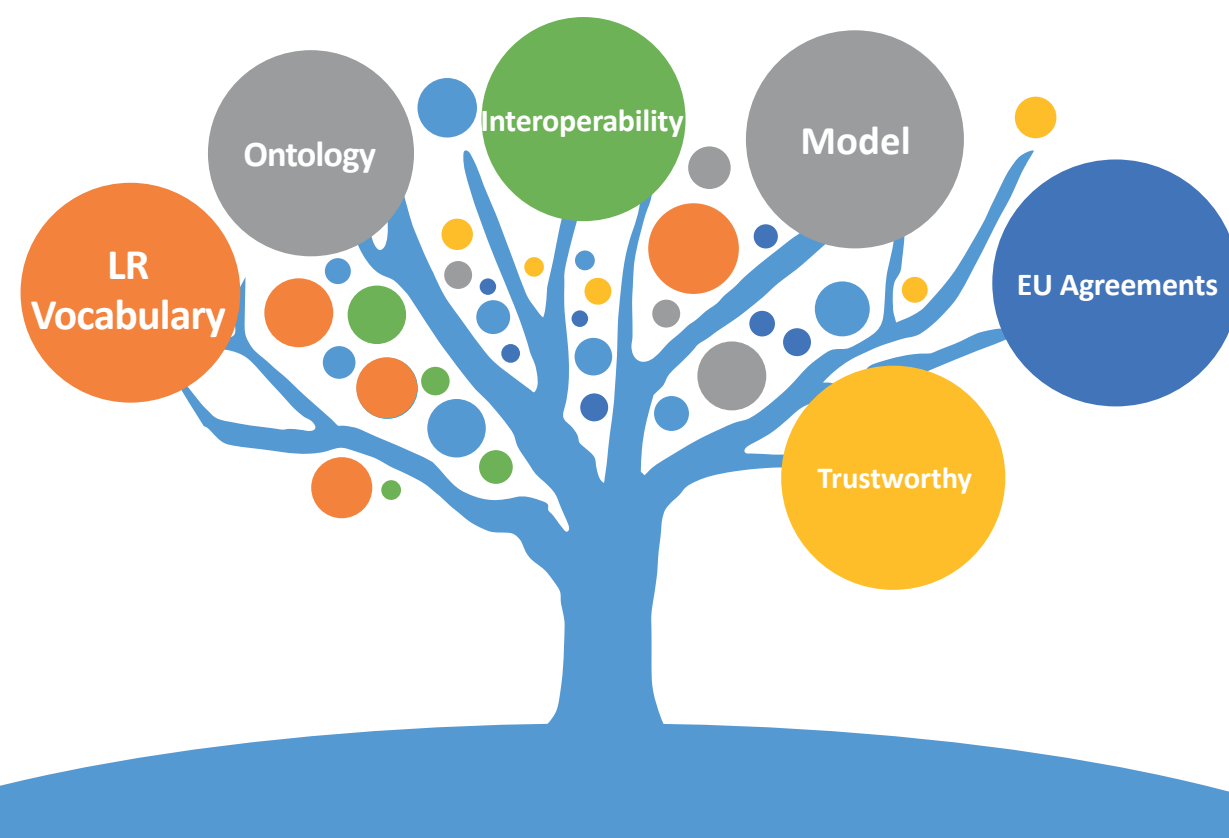 LR
Vocabulary
Ontology
Interoperability
Model
EU Agreements
Trustworthy